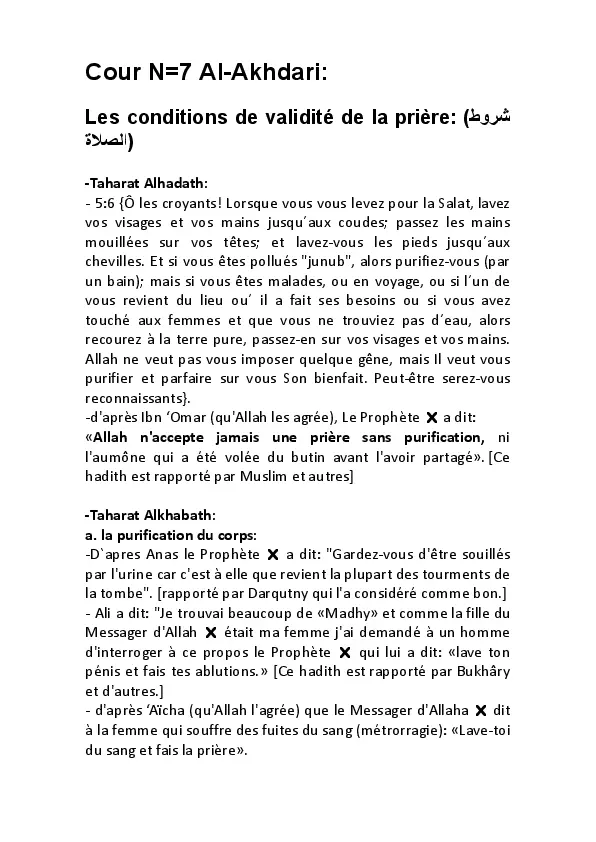 Cour N=7 Al-Akhdari:
Les conditions de validité de la prière: (شروط
الصلاة)
-Taharat Alhadath:
- 5:6 {Ô les croyants! Lorsque vous vous levez pour la Salat, lavez
vos visages et vos mains jusqu´aux coudes; passez les mains
mouillées sur vos têtes; et lavez-vous les pieds jusqu´aux
chevilles. Et si vous êtes pollués "junub", alors purifiez-vous (par
un bain); mais si vous êtes malades, ou en voyage, ou si l´un de
vous revient du lieu ou´ il a fait ses besoins ou si vous avez
touché aux femmes et que vous ne trouviez pas d´eau, alors
recourez à la terre pure, passez-en sur vos visages et vos mains.
Allah ne veut pas vous imposer quelque gêne, mais Il veut vous
purifier et parfaire sur vous Son bienfait. Peut-être serez-vous
reconnaissants}.
-d'après Ibn ‘Omar (qu'Allah les agrée), Le Prophète ✖ a dit:
«Allah n'accepte jamais une prière sans purification, ni
l'aumône qui a été volée du butin avant l'avoir partagé». [Ce
hadith est rapporté par Muslim et autres]
-Taharat Alkhabath:
a. la purification du corps:
-D`apres Anas le Prophète ✖ a dit: "Gardez-vous d'être souillés
par l'urine car c'est à elle que revient la plupart des tourments de
la tombe". [rapporté par Darqutny qui l'a considéré comme bon.]
- Ali a dit: "Je trouvai beaucoup de «Madhy» et comme la fille du
Messager d'Allah ✖ était ma femme j'ai demandé à un homme
d'interroger à ce propos le Prophète ✖ qui lui a dit: «lave ton
pénis et fais tes ablutions.» [Ce hadith est rapporté par Bukhâry
et d'autres.]
- d'après ‘Aïcha (qu'Allah l'agrée) que le Messager d'Allaha ✖ dit
à la femme qui souffre des fuites du sang (métrorragie): «Lave-toi
du sang et fais la prière».